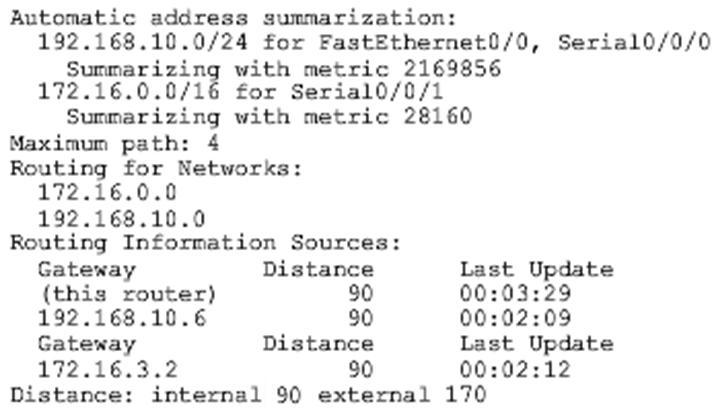 Automatic address summarization:
192.168.10.0/24 for FastEthernet0/0, Serial0/0/0
Summarizing with metric 2169856
172.16.0.0/16 for Serial0/0/1
Summarizing with metric 28160
Maximum path: 4
Routing for Networks:
172.16.0.0
192.168.10.0
Routing Information Sources:
Gateway Distance Last Update
(this router) 90 00:03:29
192.168.10.6 90 00:02:09
Gateway Distance Last Update
172.16.3.2 90 00:02:12
Distance: internal 90 external 170